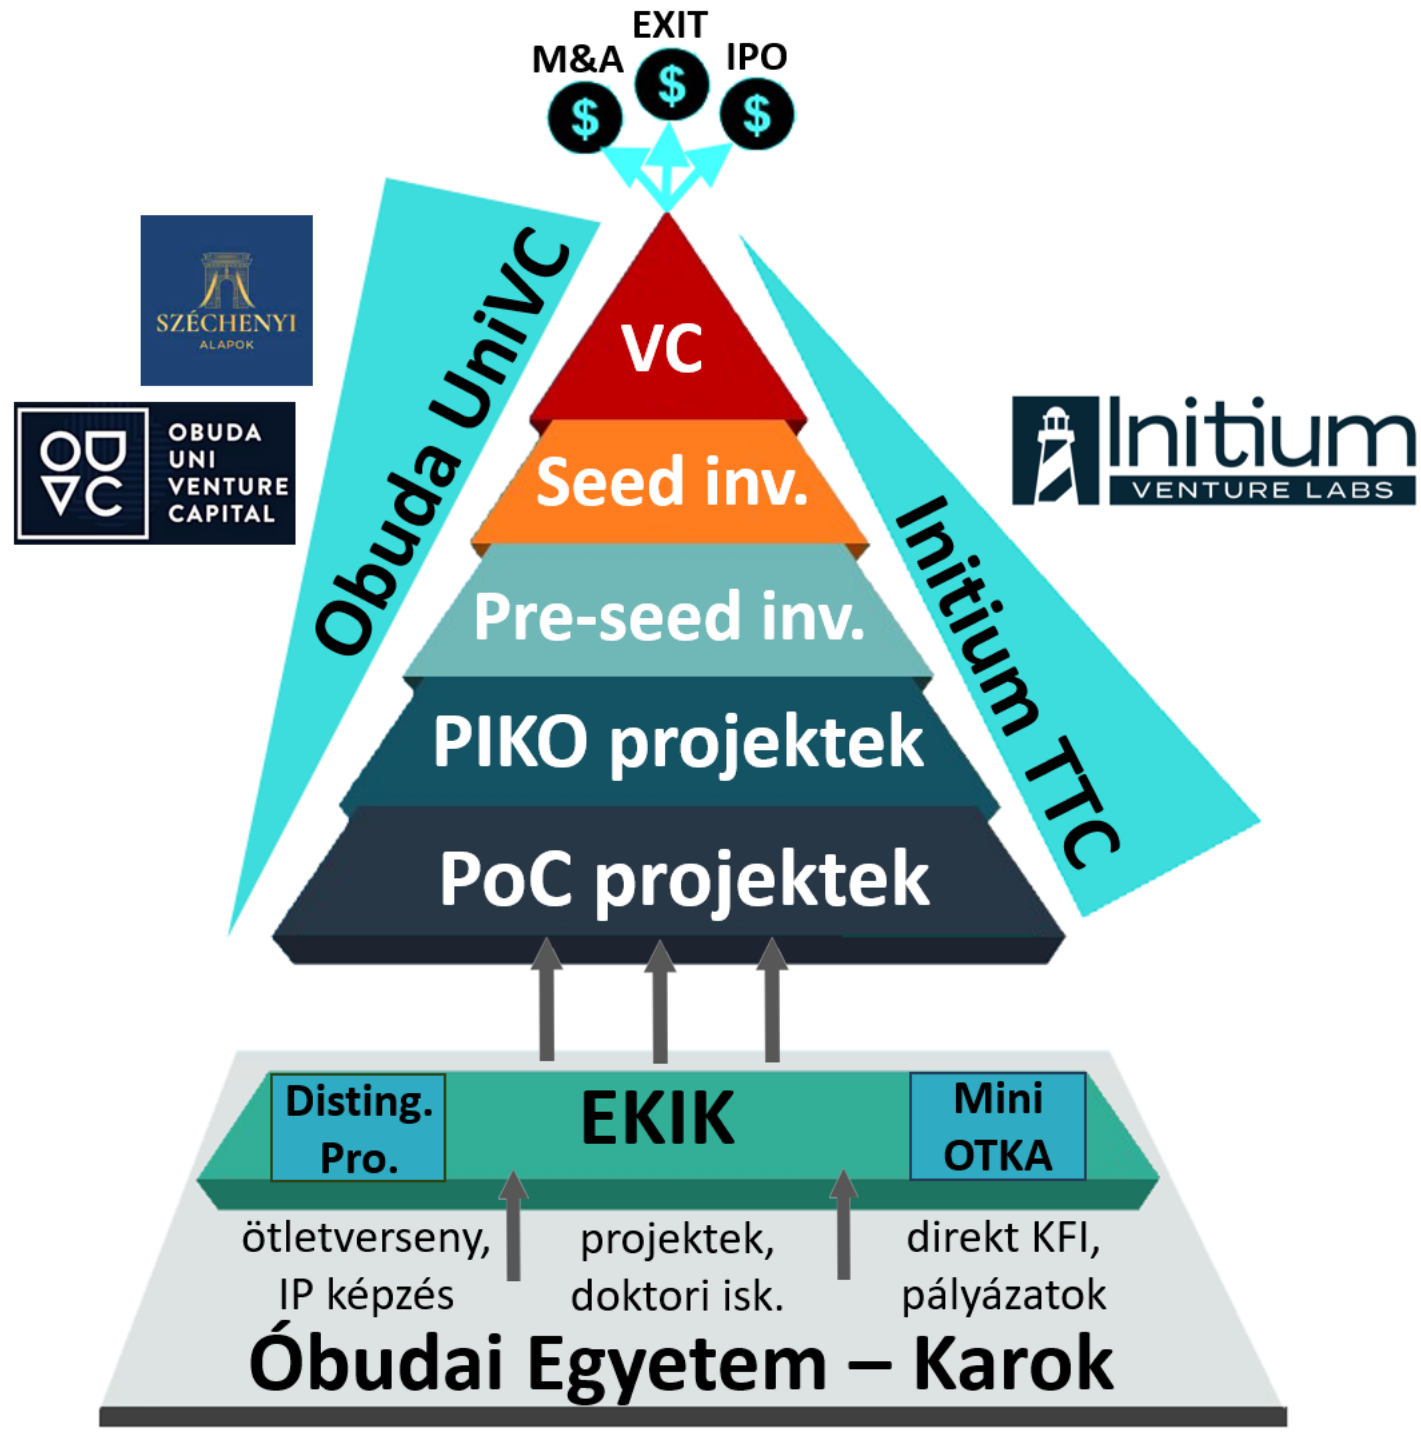 EXIT
M&A
IPO
$
$
$
SZÉCHENYI
ALAPOK
OBUDA
UNI
VENTURE
CAPITAL
OU
VC
Obuda UniVC
Initium TTC
Initium
VENTURE LABS
VC
Seed inv.
Pre-seed inv.
PIKO projektek
PoC projektek
Disting.
Pro.
EKIK
Mini
OTKA
ötletverseny,
IP képzés
projektek,
doktori isk.
direkt KFI,
pályázatok
Óbudai Egyetem – Karok